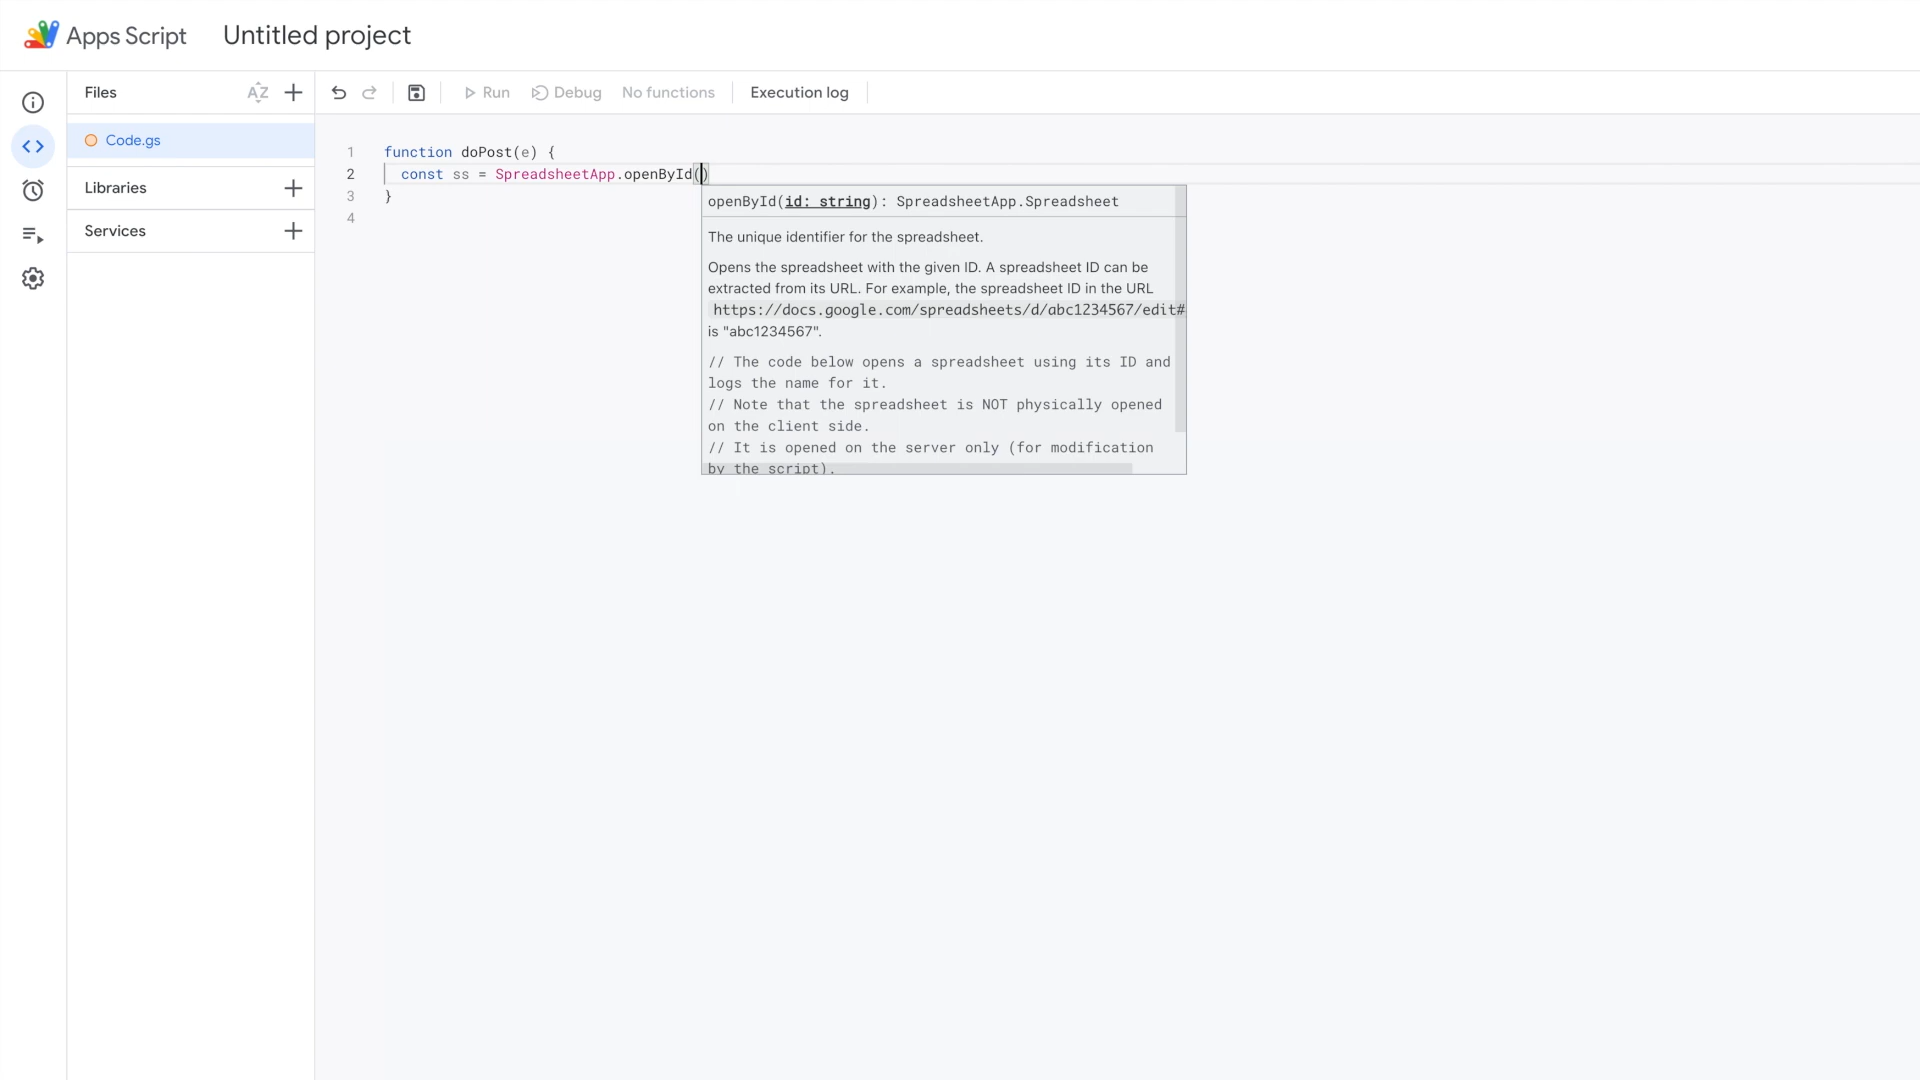 Apps Script Untitled project
Files AZ
Run Debug No functions Execution log
Code.gs
Libraries
Services
1 function doPost(e) {
2 const ss = SpreadsheetApp.openById()
3 }
4
openById(id: string): SpreadsheetApp.Spreadsheet
The unique identifier for the spreadsheet.
Opens the spreadsheet with the given ID. A spreadsheet ID can be
extracted from its URL. For example, the spreadsheet ID in the URL
https://docs.google.com/spreadsheets/d/abc1234567/edit#
is "abc1234567".
// The code below opens a spreadsheet using its ID and
logs the name for it.
// Note that the spreadsheet is NOT physically opened
on the client side.
// It is opened on the server only (for modification
by the script).